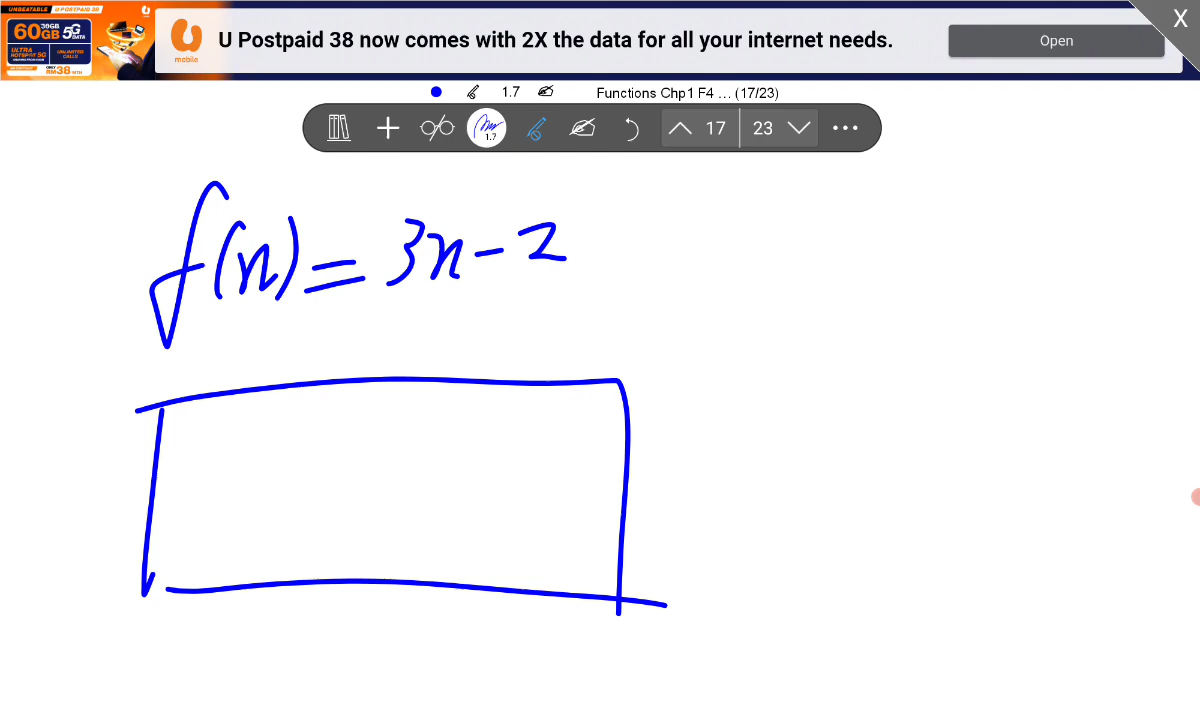 UNBEATABLE U POSTPAID 38
60GB 36GB 5G DATA
ULTRA HOTSPOT 5G
UNLIMITED CALLS
ONLY RM38/MTH
mobile
U Postpaid 38 now comes with 2X the data for all your internet needs.
Open
X
1.7 Functions Chp1 F4 ... (17/23)
1.7 17 23
f(x) = 3x - 2